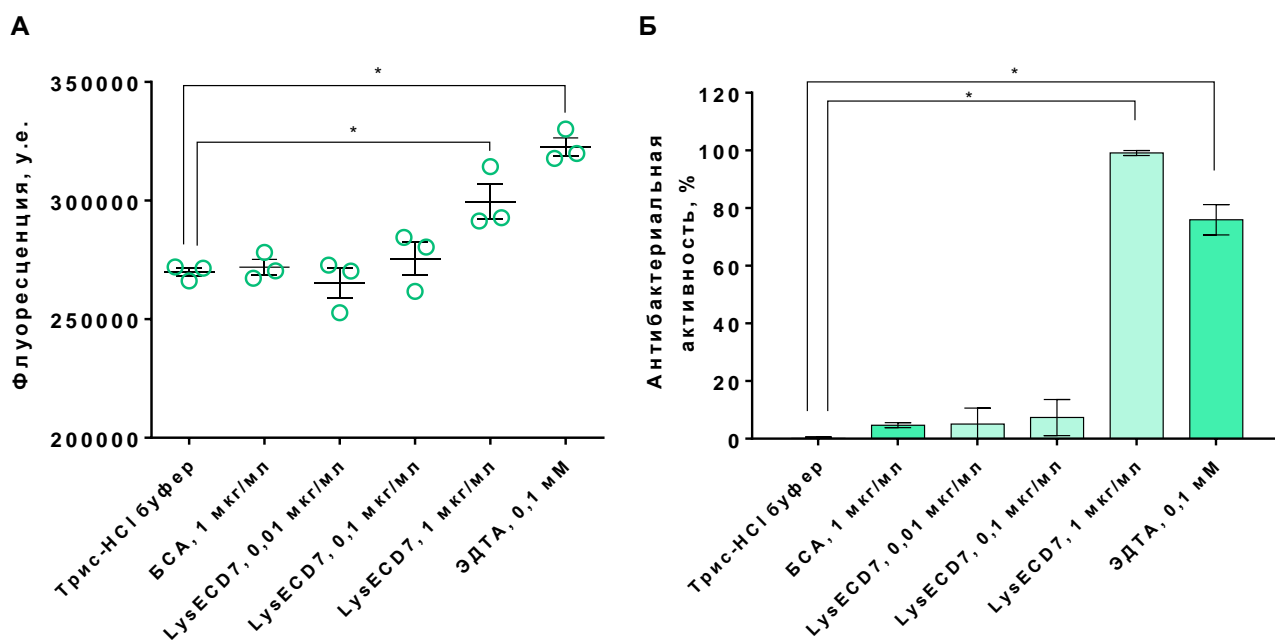 А
Флуоресценция, у.е.
350000
300000
250000
200000
*
*
Трис-HCl буфер
БСА, 1 мкг/мл
LysECD7, 0,01 мкг/мл
LysECD7, 0,1 мкг/мл
LysECD7, 1 мкг/мл
ЭДТА, 0,1 мМ
Б
Антибактериальная
активность, %
120
100
80
60
40
20
0
*
*
Трис-HCl буфер
БСА, 1 мкг/мл
LysECD7, 0,01 мкг/мл
LysECD7, 0,1 мкг/мл
LysECD7, 1 мкг/мл
ЭДТА, 0,1 мМ